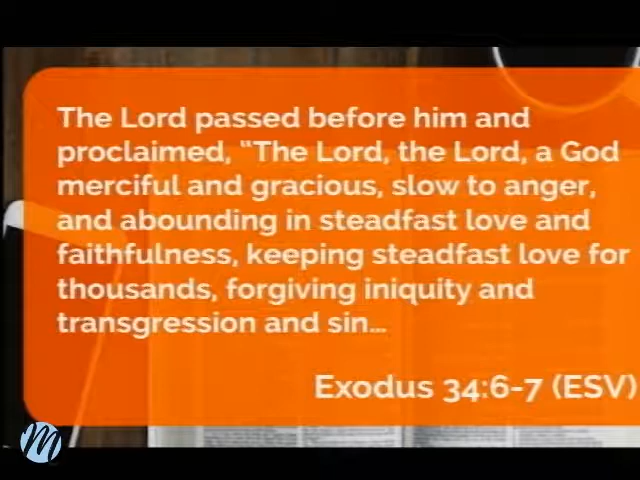 The Lord passed before him and
proclaimed, "The Lord, the Lord, a God
merciful and gracious, slow to anger,
and abounding in steadfast love and
faithfulness, keeping steadfast love for
thousands, forgiving iniquity and
transgression and sin...
Exodus 34:6-7 (ESV)
M